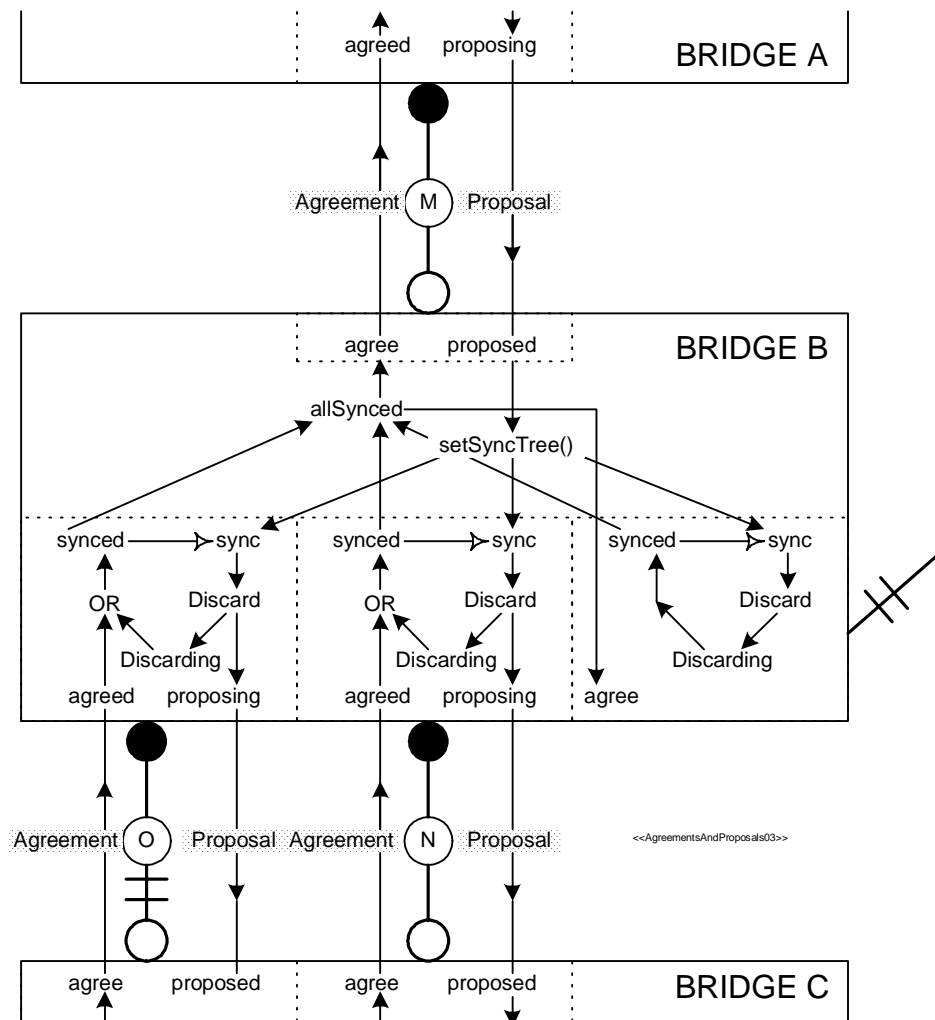 agreed proposing BRIDGE A
Agreement M Proposal
agree proposed BRIDGE B
allSynced
setSyncTree()
synced sync synced sync synced sync
OR Discard OR Discard Discard
Discarding Discarding Discarding
agreed proposing agreed proposing agree
Agreement O Proposal Agreement N Proposal <<AgreementsAndProposals03>>
agree proposed agree proposed BRIDGE C